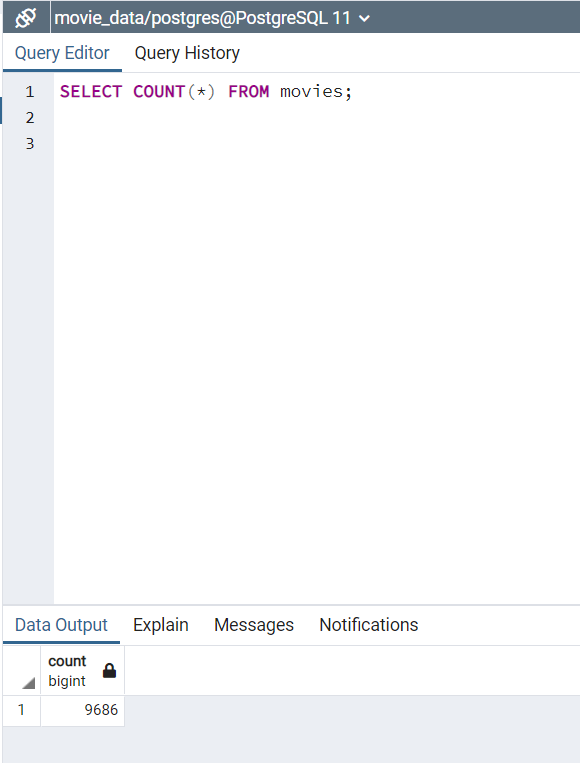 movie_data/postgres@PostgreSQL 11
Query Editor Query History
1 SELECT COUNT(*) FROM movies;
2
3
Data Output Explain Messages Notifications
count
bigint
1 9686